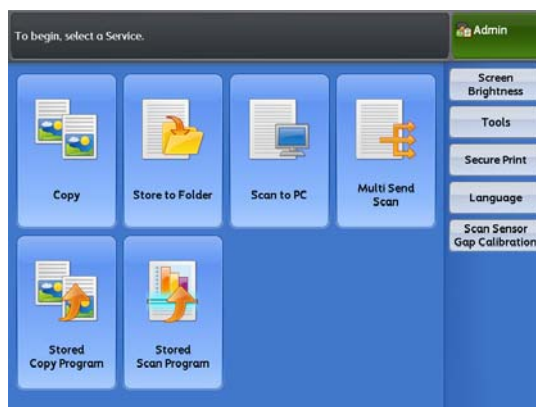 To begin, select a Service.
Admin
Screen
Brightness
Tools
Secure Print
Language
Scan Sensor
Gap Calibration
Copy
Store to Folder
Scan to PC
Multi Send
Scan
Stored
Copy Program
Stored
Scan Program